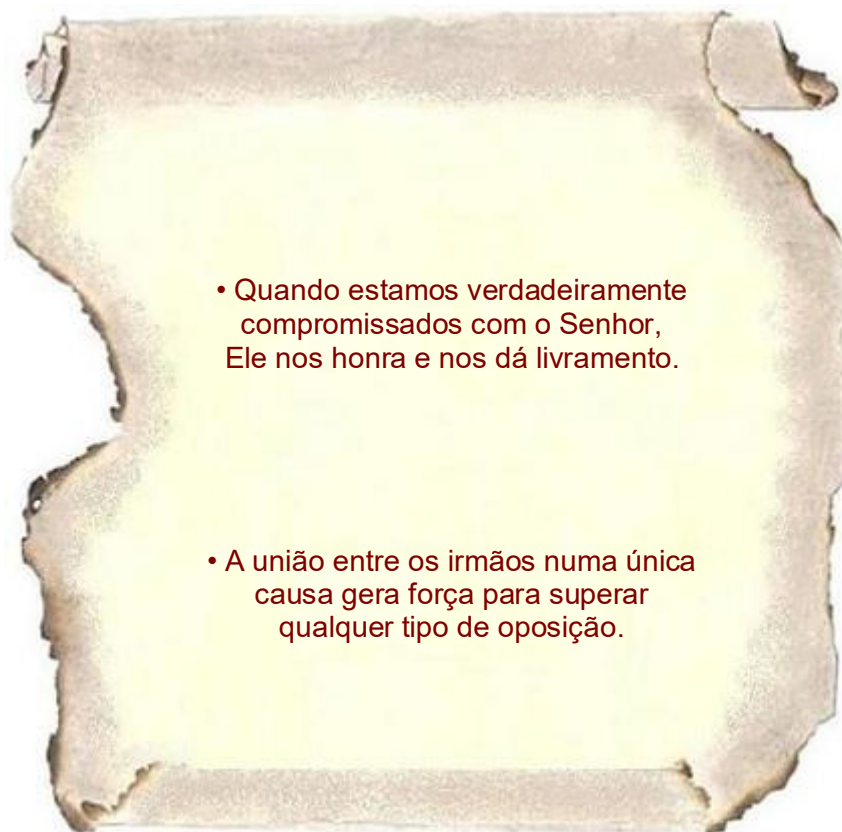 • Quando estamos verdadeiramente
compromissados com o Senhor,
Ele nos honra e nos dá livramento.
• A união entre os irmãos numa única
causa gera força para superar
qualquer tipo de oposição.